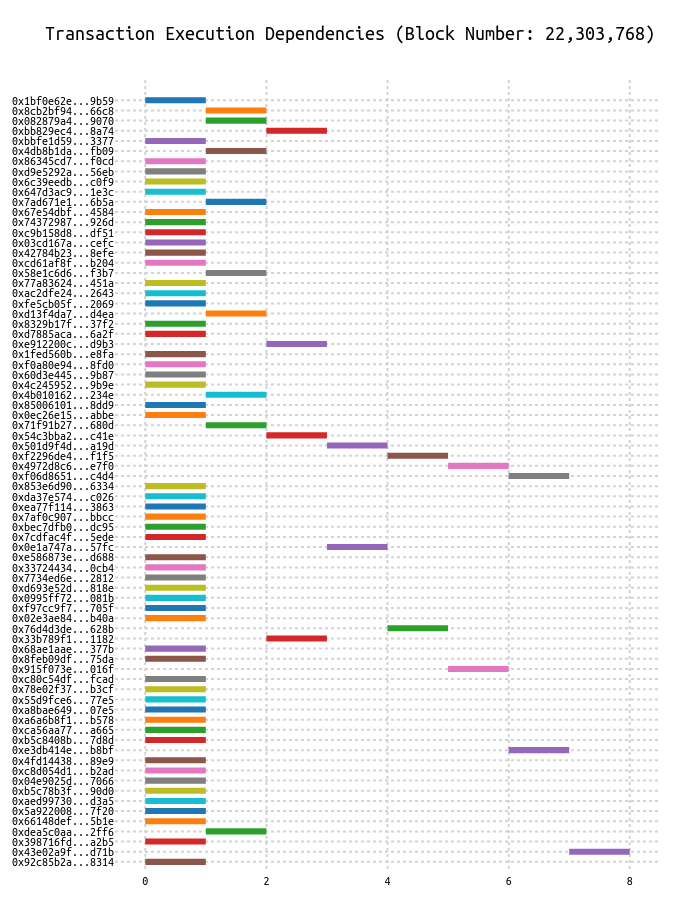 Transaction Execution Dependencies (Block Number: 22,303,768)
0x1bf0e62e...9b59
0x8cb2bf94...66c8
0x082879a4...9070
0xbb829ec4...8a74
0xbbfe1d59...3377
0x4db8b1da...fb09
0x86345cd7...f0cd
0xd9e5292a...56eb
0x6c39eedb...c0f9
0x647d3ac9...1e3c
0x7ad671e1...6b5a
0x67e54dbf...4584
0x74372987...926d
0xc9b158d8...df51
0x03cd167a...cefc
0x42784b23...8efe
0xcd61af8f...b204
0x58e1c6d6...f3b7
0x77a83624...451a
0xac2dfe24...2643
0xfe5cb05f...2069
0xd13f4da7...d4ea
0x8329b17f...37f2
0xd7885aca...6a2f
0xe912200c...d9b3
0x1fed560b...e8fa
0xf0a80e94...8fd0
0x60d3e445...9b87
0x4c245952...9b9e
0x4b010162...234e
0x85006101...8dd9
0x0ec26e15...abbe
0x71f91b27...680d
0x54c3bba2...c41e
0x501d9f4d...a19d
0xf2296de4...f1f5
0x4972d8c6...e7f0
0xf06d8651...c4d4
0x853e6d90...6334
0xda37e574...c026
0xea77f114...3863
0x7af0c907...bbcc
0xbec7dfb0...dc95
0x7cdfac4f...5ede
0x0e1a747a...57fc
0xe586873e...d688
0x33724434...0cb4
0x7734ed6e...2812
0xd693e52d...818e
0x0995ff72...081b
0xf97cc9f7...705f
0x02e3ae84...b40a
0x76d4d3de...628b
0x33b789f1...1182
0x68ae1aae...377b
0x8feb09df...75da
0x915f073e...016f
0xc80c54df...fcad
0x78e02f37...b3cf
0x55d9fce6...77e5
0xa8bae649...07e5
0xa6a6b8f1...b578
0xca56aa77...a665
0xb5c8408b...7d8d
0xe3db414e...b8bf
0x4fd14438...89e9
0xc8d054d1...b2ad
0x04e9025d...7066
0xb5c78b3f...90d0
0xaed99730...d3a5
0x5a922008...7f20
0x66148def...5b1e
0xdea5c0aa...2ff6
0x398716fd...a2b5
0x43e02a9f...d71b
0x92c85b2a...8314
0 2 4 6 8